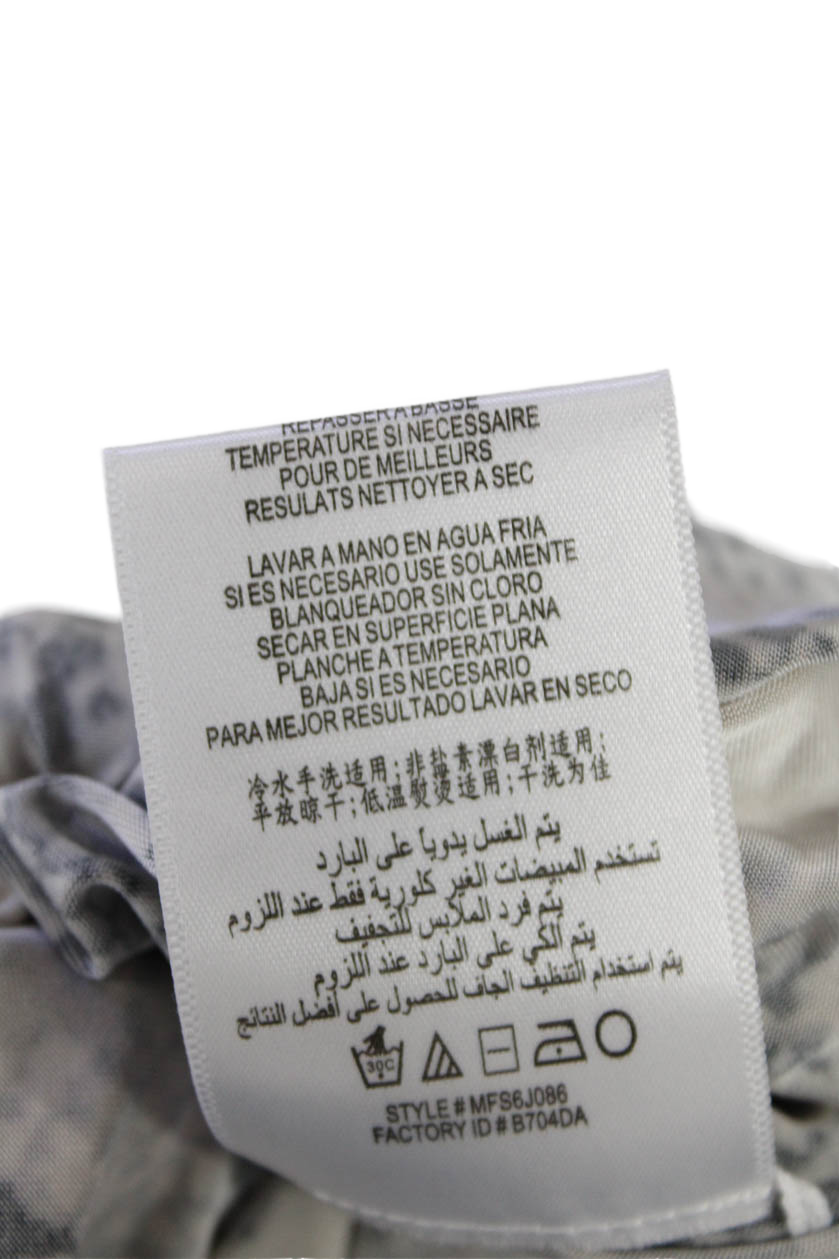 REPASSER A BASSE
TEMPERATURE SI NECESSAIRE
POUR DE MEILLEURS
RESULATS NETTOYER A SEC
LAVAR A MANO EN AGUA FRIA
SI ES NECESARIO USE SOLAMENTE
BLANQUEADOR SIN CLORO
SECAR EN SUPERFICIE PLANA
PLANCHE A TEMPERATURA
BAJA SI ES NECESARIO
PARA MEJOR RESULTADO LAVAR EN SECO
冷水手洗适用;非盐素漂白剂适用;
平放晾干;低温熨烫适用;干洗为佳
يتم الغسل يدويا على البارد
تستخدم المبيضات الغير كلورية فقط عند اللزوم
يتم فرد الملابس للتجفيف
يتم الكي على البارد عند اللزوم
يتم استخدام التنظيف الجاف للحصول على أفضل النتائج
30C
STYLE # MFS6J086
FACTORY ID # B704DA